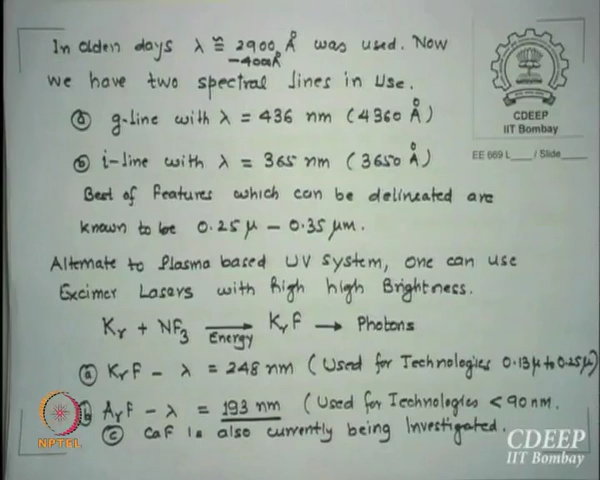 In olden days λ ≅ 2900 Å was used. Now
-4000Å
we have two spectral lines in Use.
ⓐ g-line with λ = 436 nm (4360 Å)
ⓑ i-line with λ = 365 nm (3650 Å)
Best of Features which can be delineated are
known to be 0.25 μ - 0.35 μm.
Alternate to Plasma based UV system, one can use
Excimer Lasers with high high Brightness.
Kr + NF3 → KrF → Photons
Energy
ⓐ KrF - λ = 248 nm (Used for Technologies 0.13μ to 0.25μ)
ⓑ ArF - λ = 193 nm (Used for Technologies < 90 nm.
ⓒ CaF is also currently being Investigated.
CDEEP
IIT Bombay
EE 669 L___/ Slide___
NPTEL
CDEEP
IIT Bombay